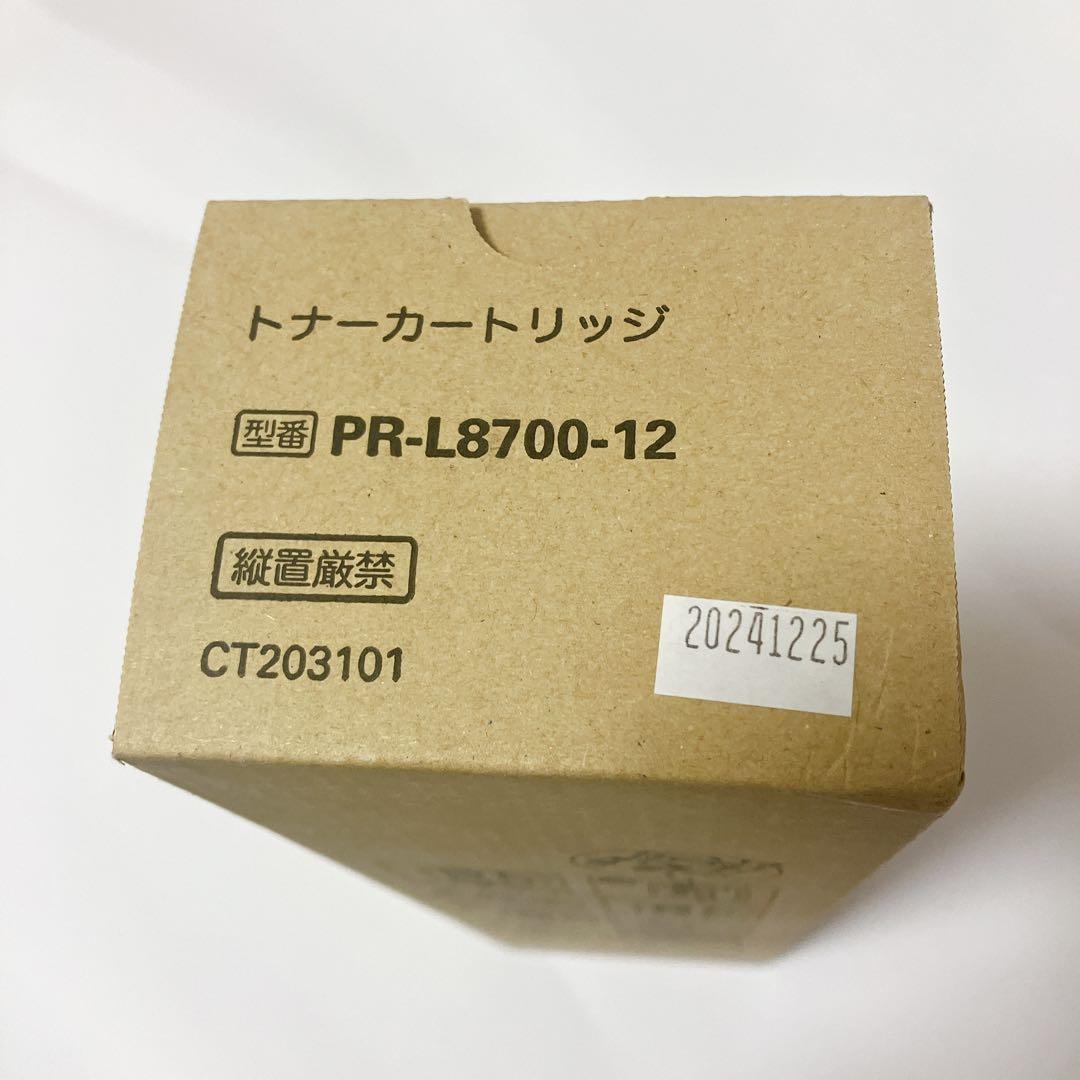 トナーカートリッジ
型番 PR-L8700-12
縦置厳禁
CT203101
20241225